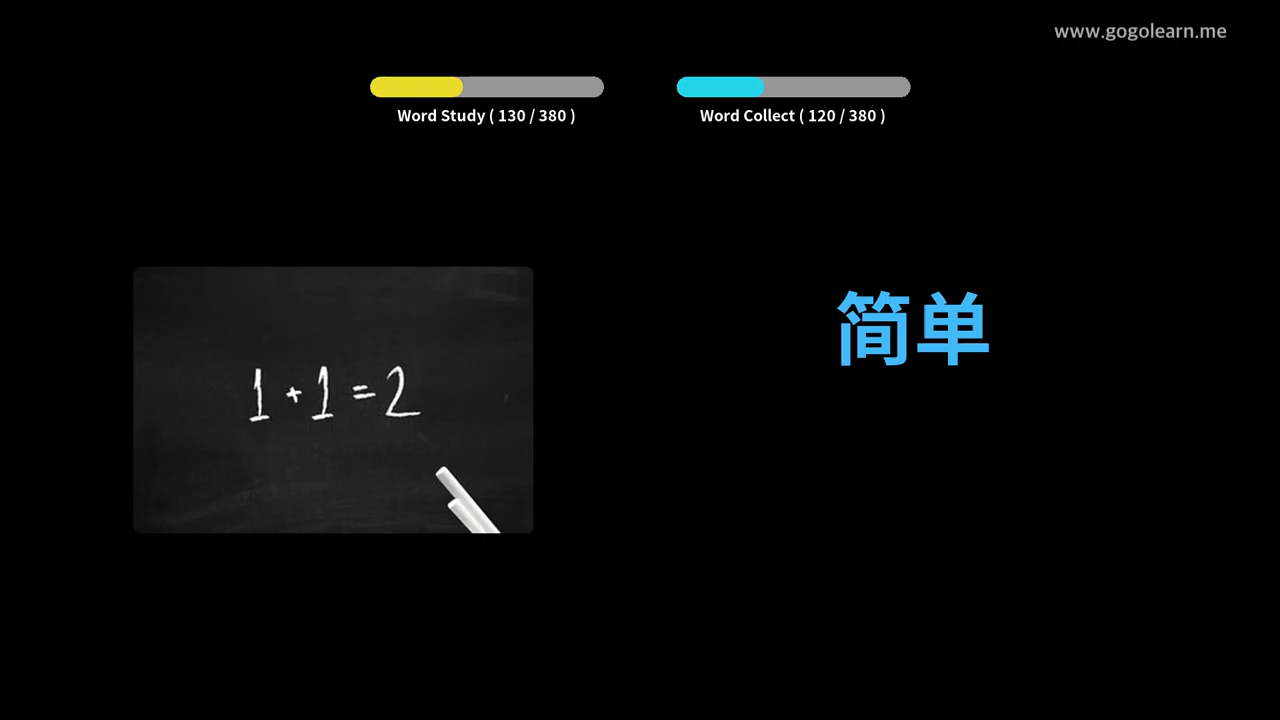 www.gogolearn.me
Word Study ( 130 / 380 )
Word Collect ( 120 / 380 )
简单
1 + 1 = 2